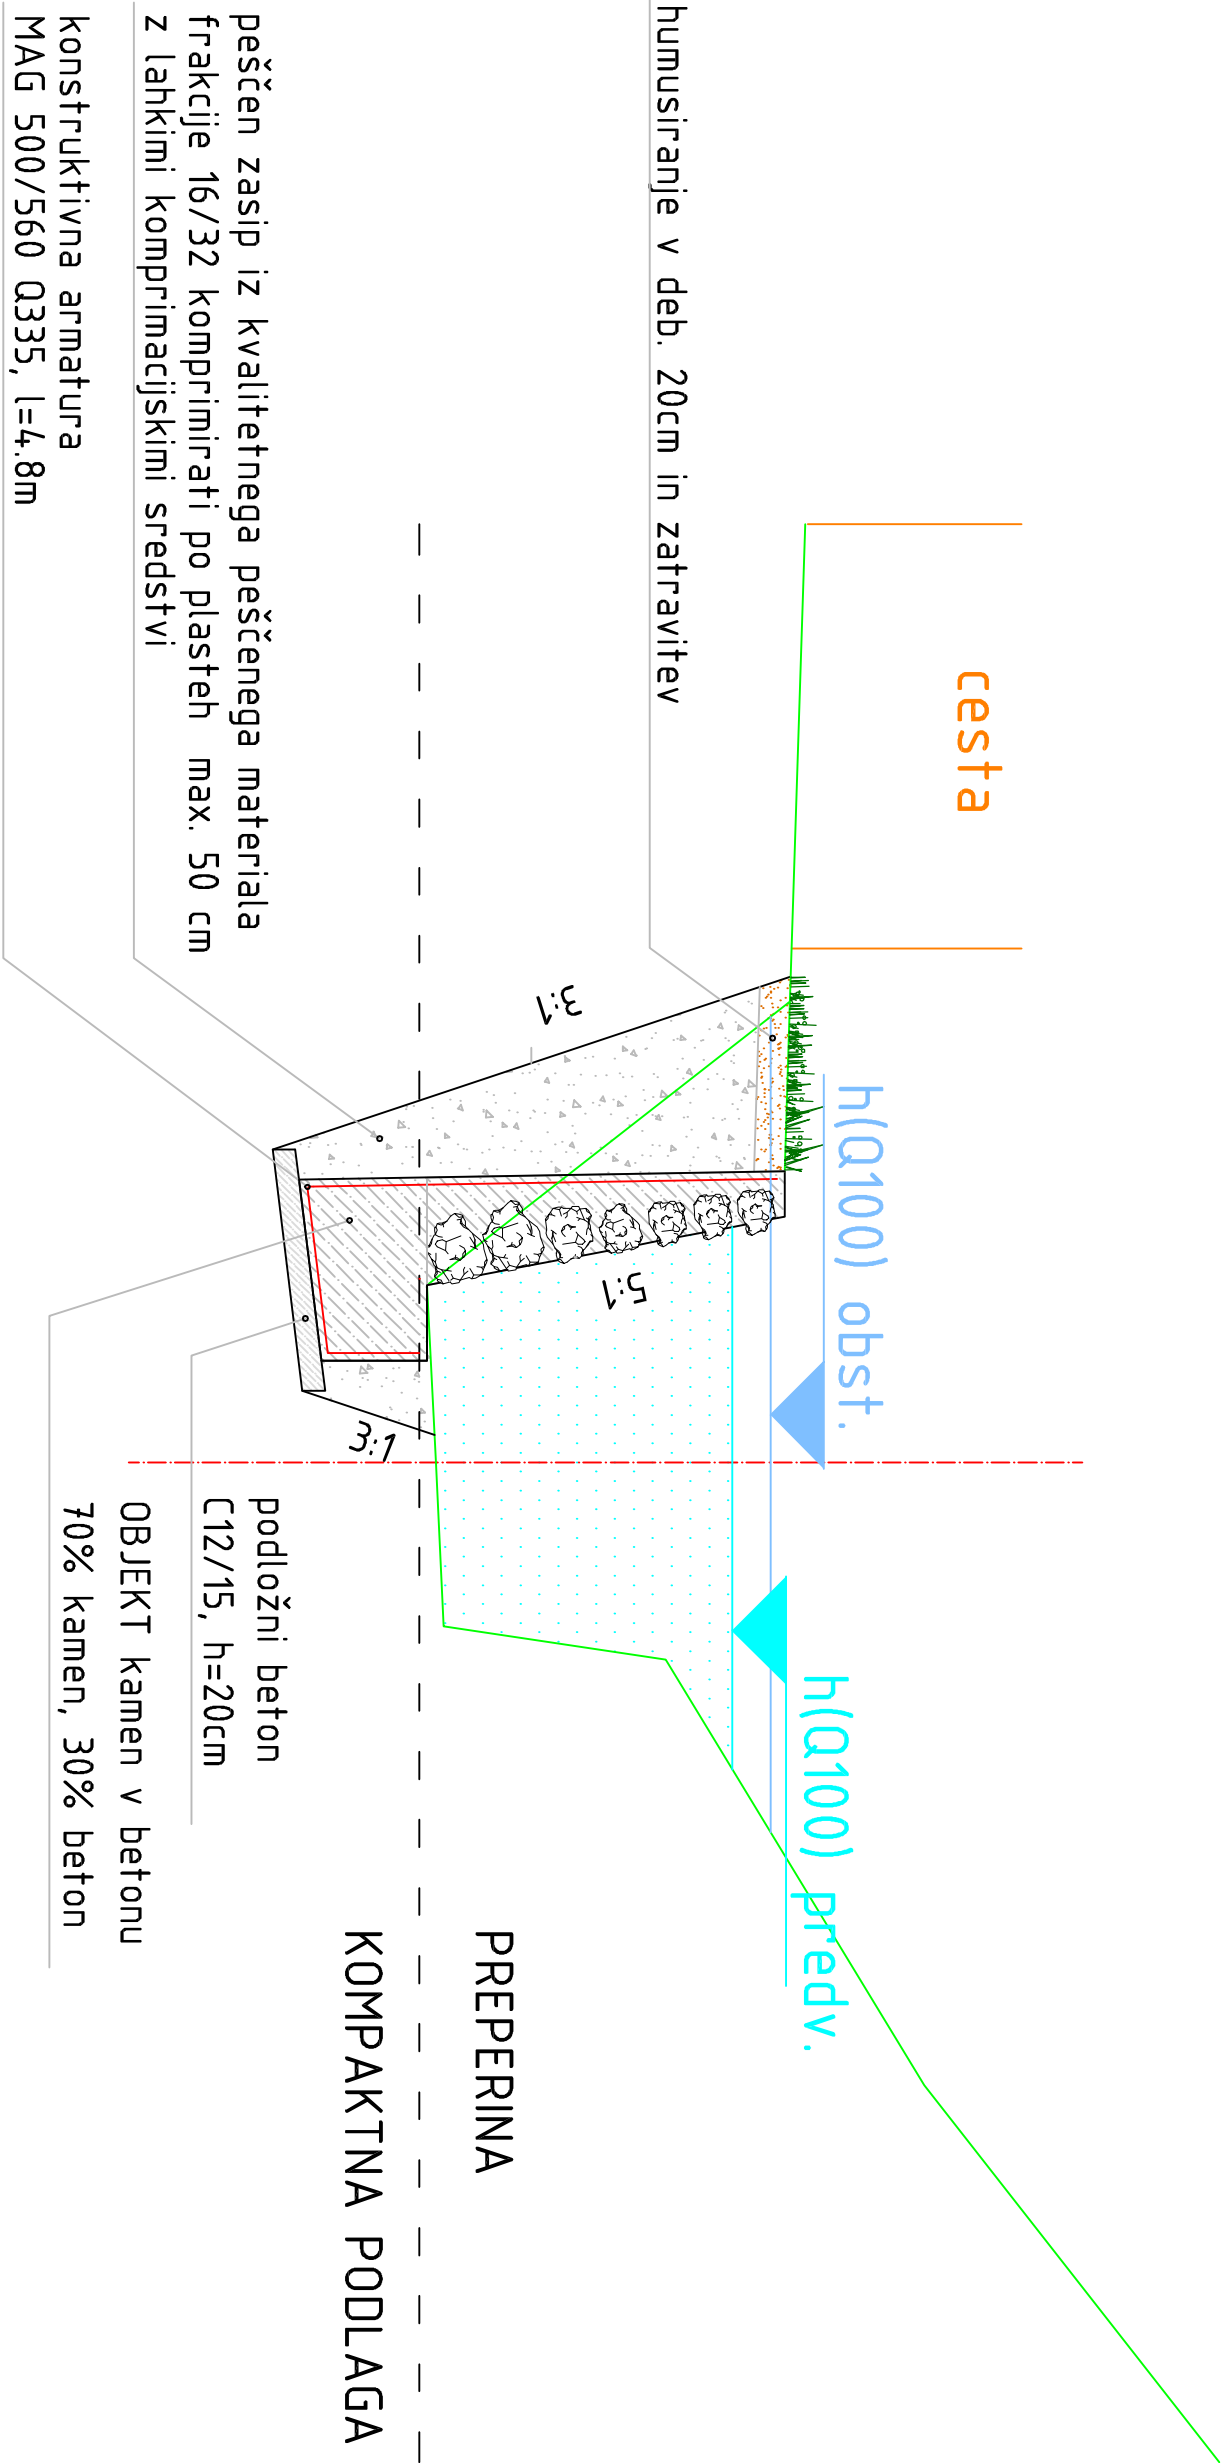 cesta
h(Q100) obst.
h(Q100) predv.
humusiranje v deb. 20cm in zatravitev
3:1
5:1
3:1
peščen zasip iz kvalitetnega peščenega materiala
frakcije 16/32 komprimirati po plasteh max. 50 cm
z lahkimi komprimacijskimi sredstvi
konstruktivna armatura
MAG 500/560 Q335, l=4.8m
podložni beton
C12/15, h=20cm
OBJEKT kamen v betonu
70% kamen, 30% beton
PREPERINA
KOMPAKTNA PODLAGA